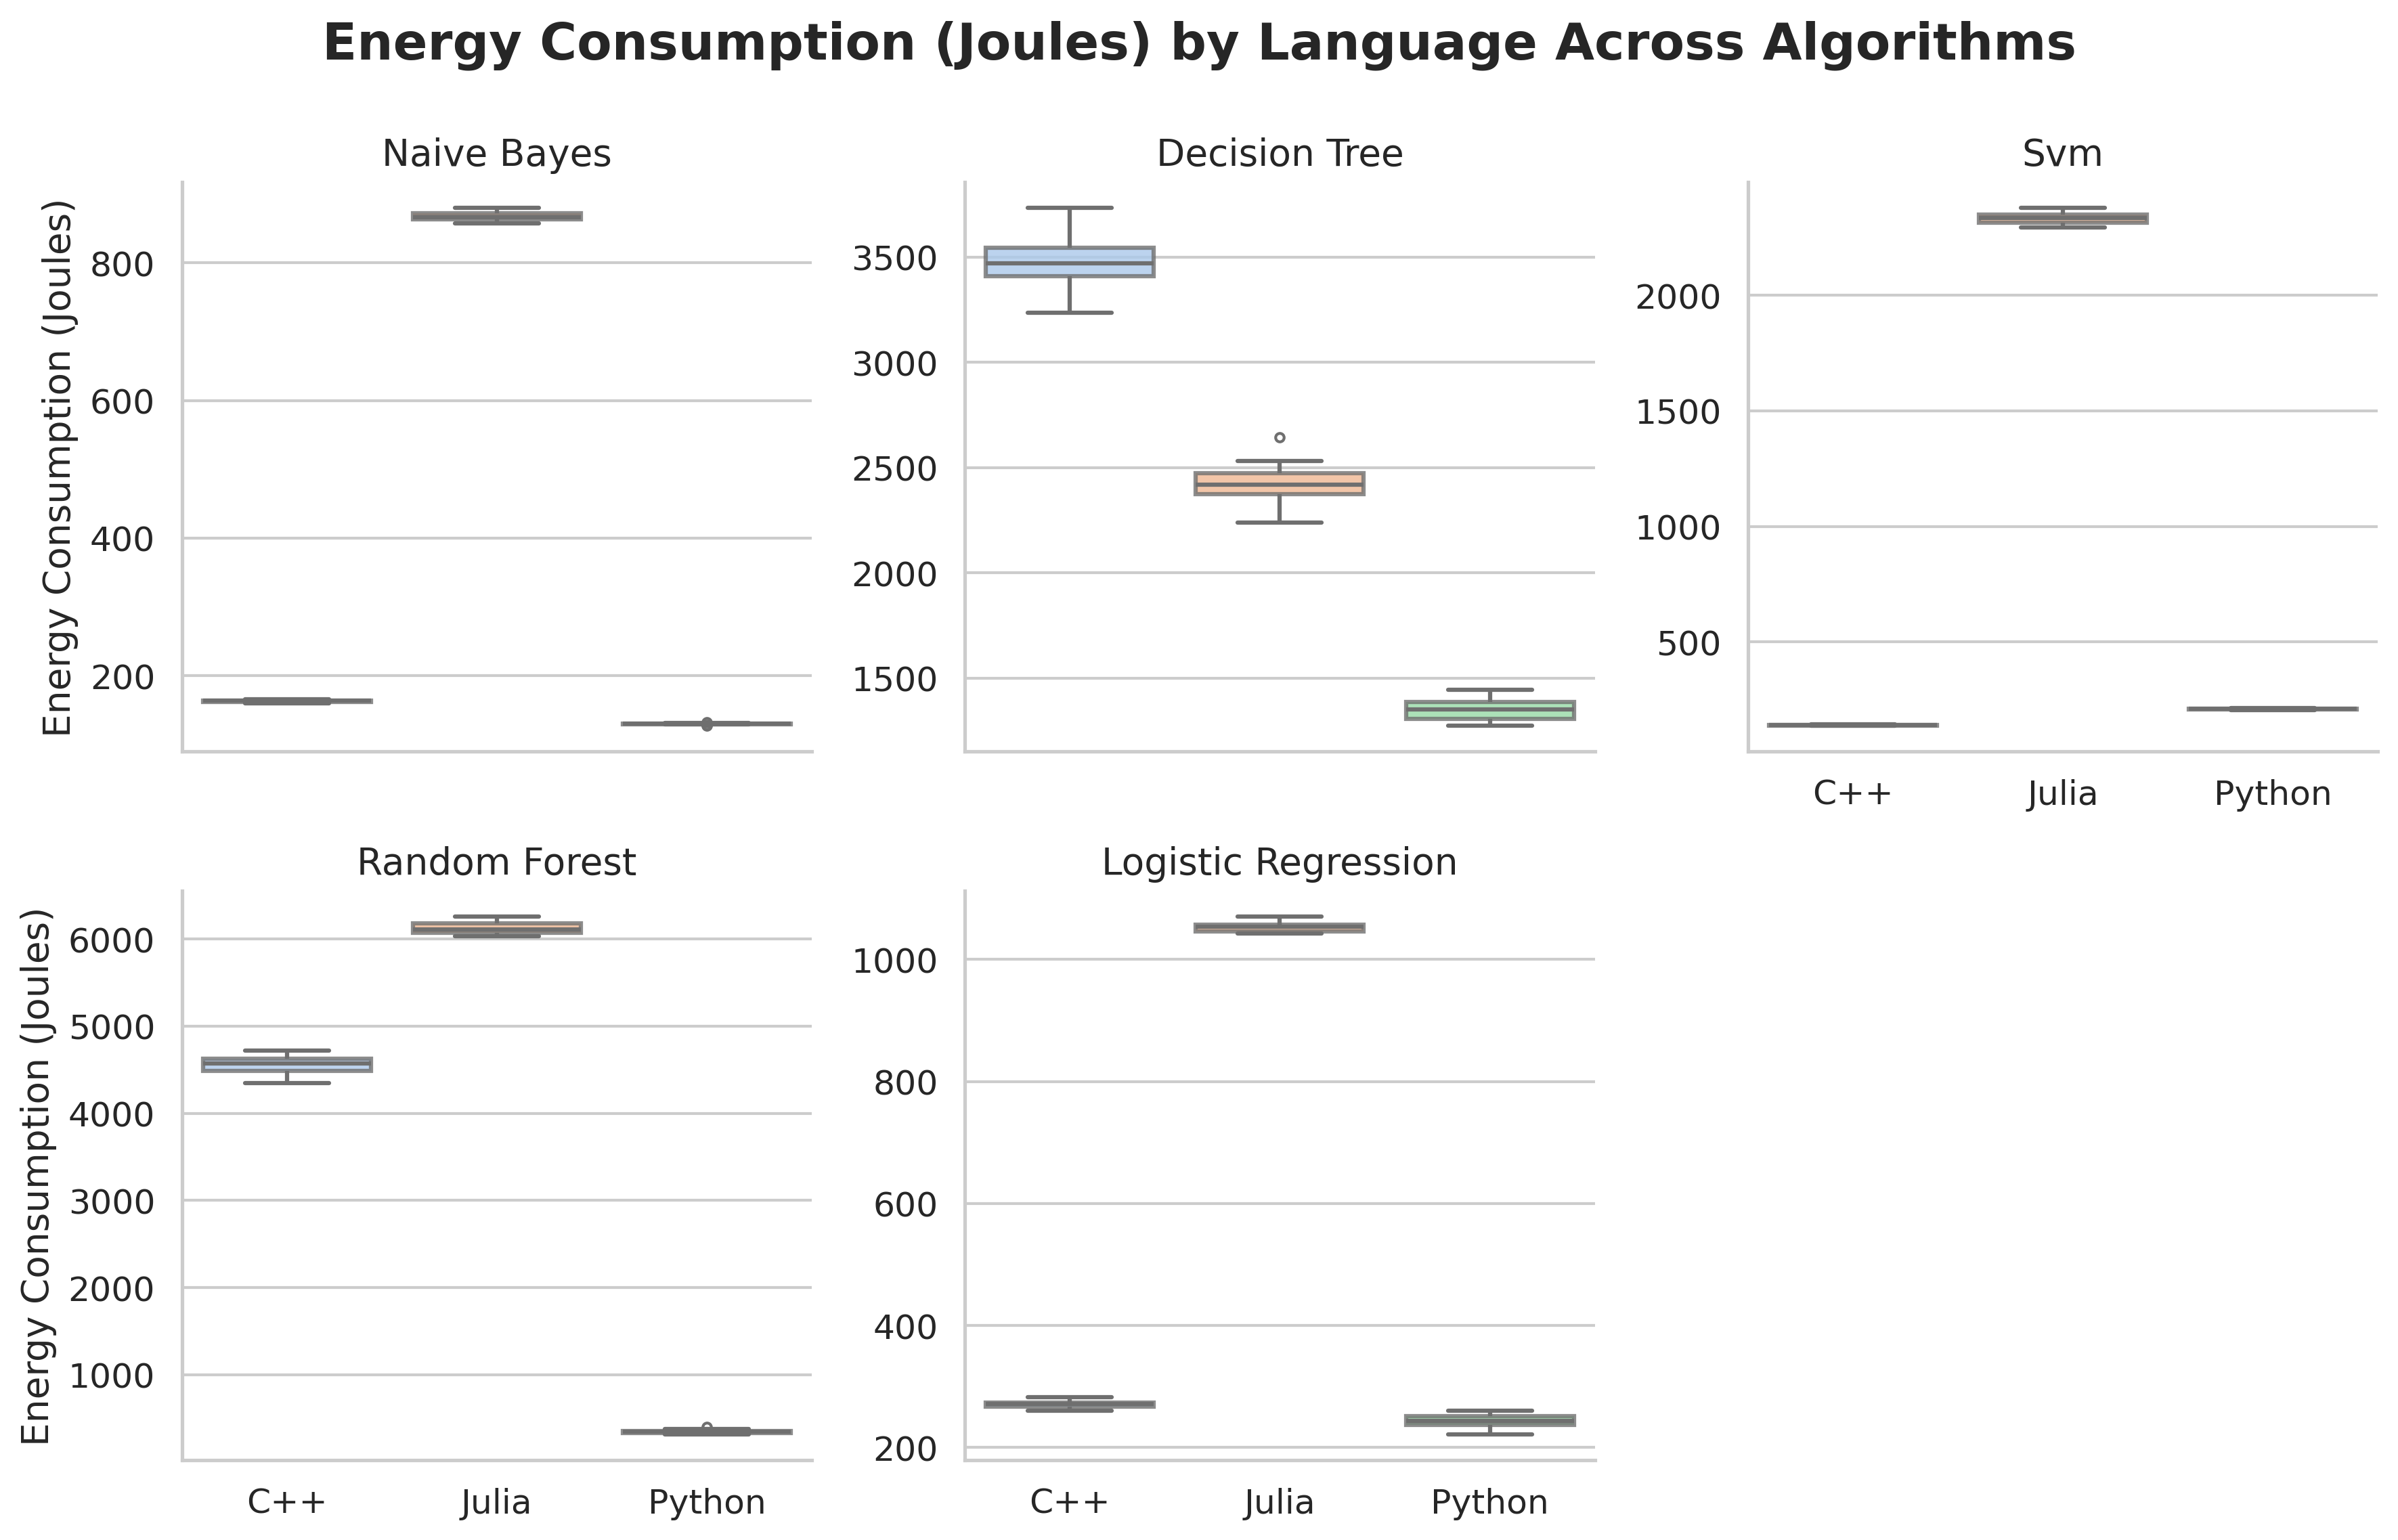 Energy Consumption (Joules) by Language Across Algorithms
Naive Bayes
Energy Consumption (Joules)
800
600
400
200
Decision Tree
3500
3000
2500
2000
1500
Svm
2000
1500
1000
500
C++ Julia Python
Random Forest
Energy Consumption (Joules)
6000
5000
4000
3000
2000
1000
C++ Julia Python
Logistic Regression
1000
800
600
400
200
C++ Julia Python